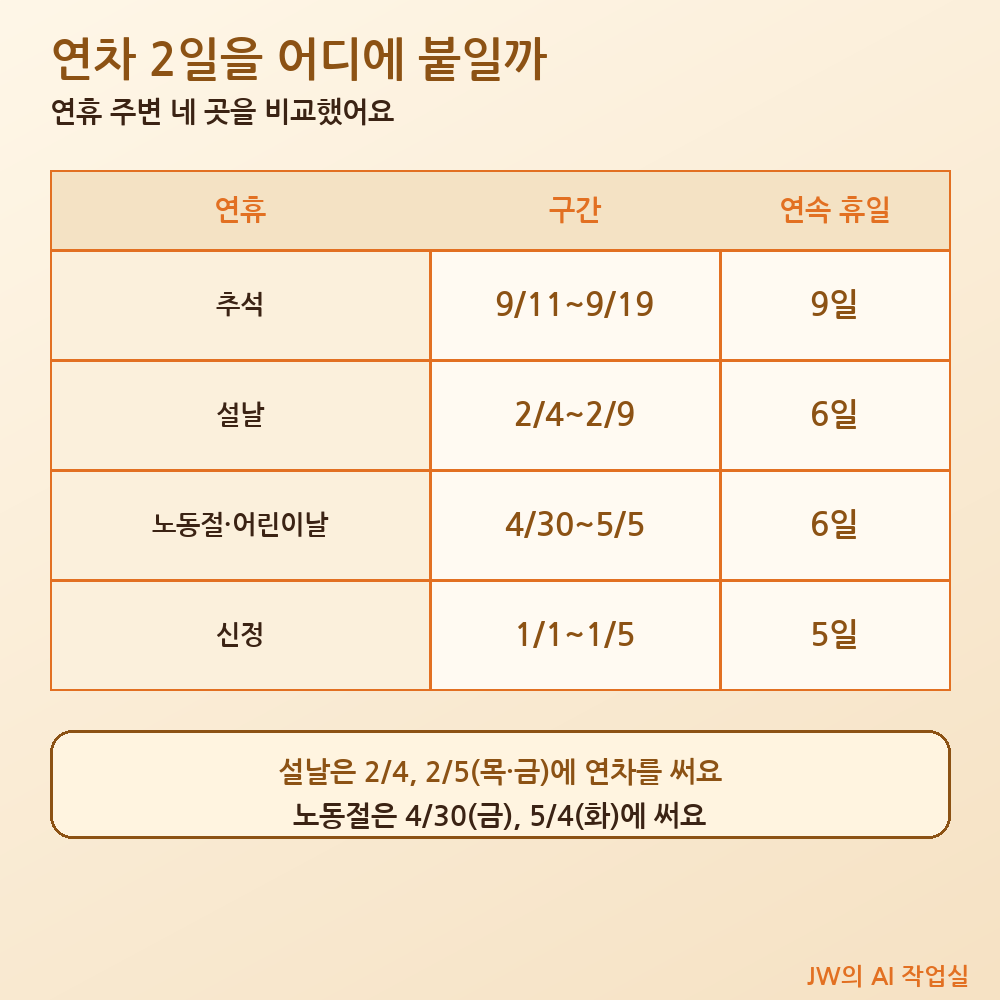 연차 2일을 어디에 붙일까
연휴 주변 네 곳을 비교했어요
연휴 구간 연속 휴일
추석 9/11~9/19 9일
설날 2/4~2/9 6일
노동절·어린이날 4/30~5/5 6일
신정 1/1~1/5 5일
설날은 2/4, 2/5(목·금)에 연차를 써요
노동절은 4/30(금), 5/4(화)에 써요
JW의 AI 작업실